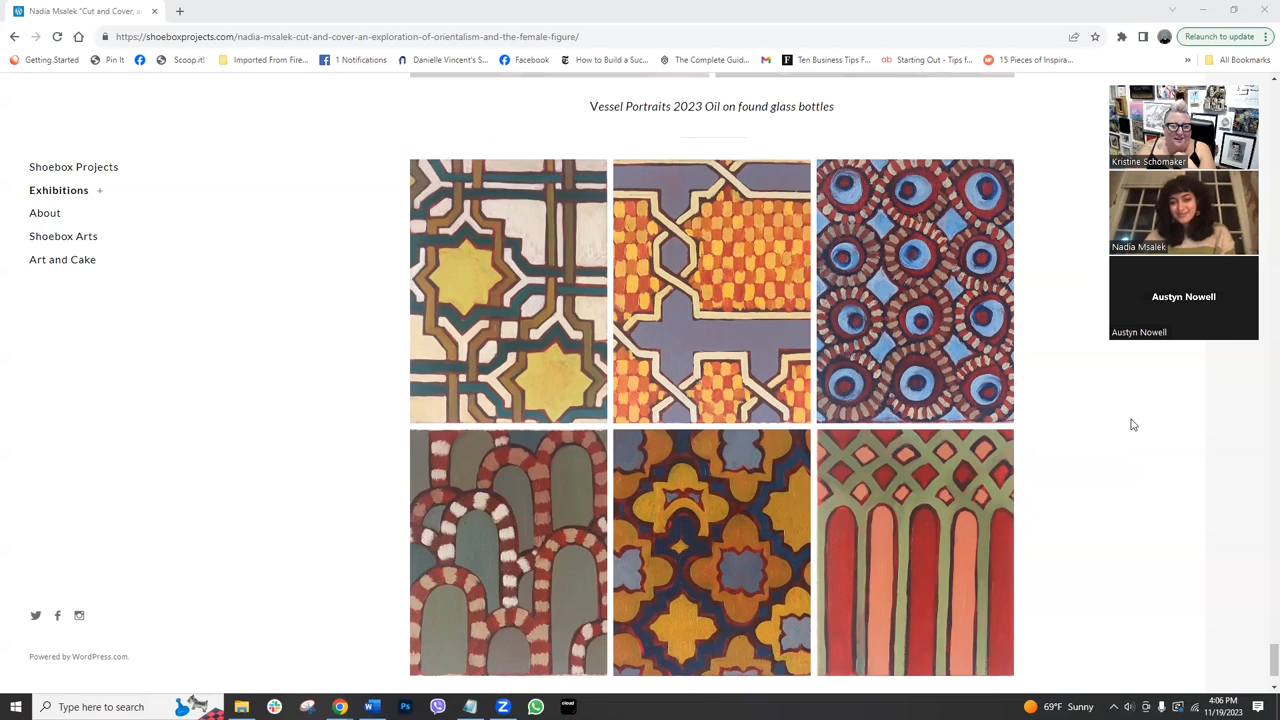 Nadia Msalek "Cut and Cover, a
https://shoeboxprojects.com/nadia-msalek-cut-and-cover-an-exploration-of-orientalism-and-the-female-figure/
Relaunch to update
Getting Started
Pin It
Scoop.it!
Imported From Fire...
1 Notifications
Danielle Vincent's S...
Facebook
How to Build a Suc...
The Complete Guid...
Ten Business Tips F...
Starting Out - Tips f...
15 Pieces of Inspira...
»
All Bookmarks
Vessel Portraits 2023 Oil on found glass bottles
Shoebox Projects
Exhibitions +
About
Shoebox Arts
Art and Cake
Powered by WordPress.com.
Kristine Schomaker
Nadia Msalek
Austyn Nowell
Austyn Nowell
Type here to search
cloud
69°F Sunny
4:06 PM
11/19/2023